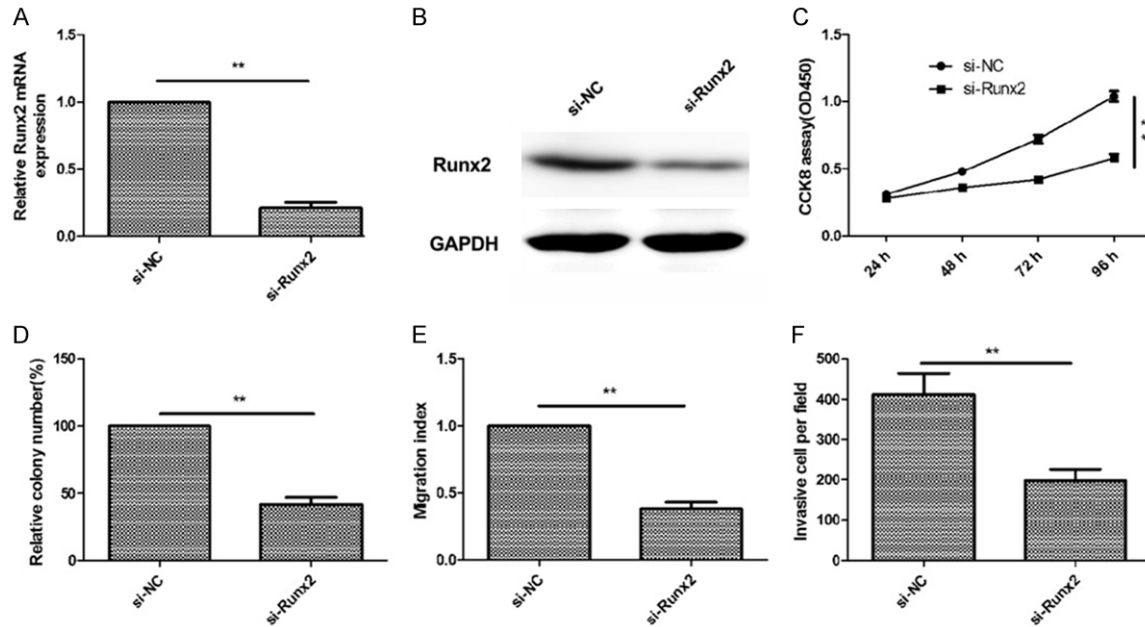 A
Relative Runx2 mRNA
expression
1.5
1.0
0.5
0.0
**
si-NC
si-Runx2
B
si-NC
si-Runx2
Runx2
GAPDH
C
CCK8 assay(OD450)
1.5
1.0
0.5
0.0
si-NC
si-Runx2
**
24 h
48 h
72 h
96 h
D
Relative colony number(%)
150
100
50
0
**
si-NC
si-Runx2
E
Migration index
1.5
1.0
0.5
0.0
**
si-NC
si-Runx2
F
Invasive cell per field
500
400
300
200
100
0
**
si-NC
si-Runx2